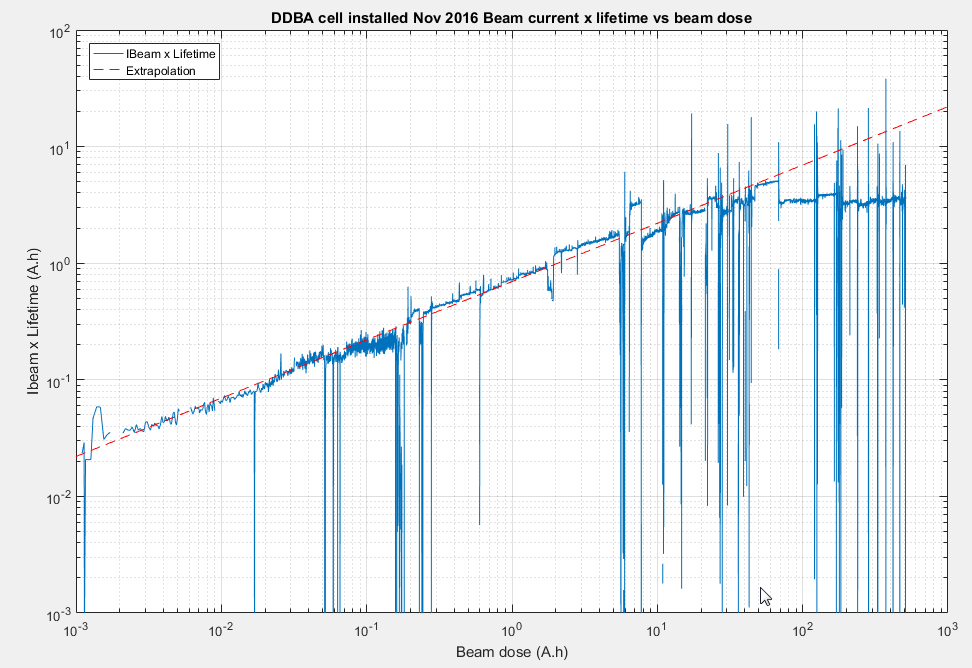 DDBA cell installed Nov 2016 Beam current x lifetime vs beam dose
IBeam x Lifetime
Extrapolation
Ibeam x Lifetime (A.h)
10^2
10^1
10^0
10^-1
10^-2
10^-3
10^-3 10^-2 10^-1 10^0 10^1 10^2 10^3
Beam dose (A.h)